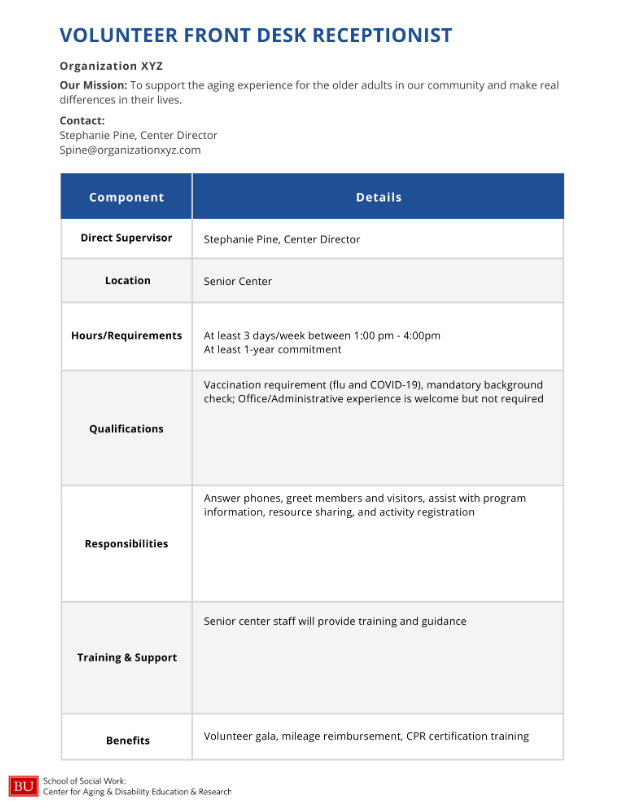 VOLUNTEER FRONT DESK RECEPTIONIST
Organization XYZ
Our Mission: To support the aging experience for the older adults in our community and make real
differences in their lives.
Contact:
Stephanie Pine, Center Director
Spine@organizationxyz.com
Component
Details
Direct Supervisor
Stephanie Pine, Center Director
Location
Senior Center
Hours/Requirements
At least 3 days/week between 1:00 pm - 4:00pm
At least 1-year commitment
Qualifications
Vaccination requirement (flu and COVID-19), mandatory background
check; Office/Administrative experience is welcome but not required
Responsibilities
Answer phones, greet members and visitors, assist with program
information, resource sharing, and activity registration
Training & Support
Senior center staff will provide training and guidance
Benefits
Volunteer gala, mileage reimbursement, CPR certification training
BU
School of Social Work:
Center for Aging & Disability Education & Research